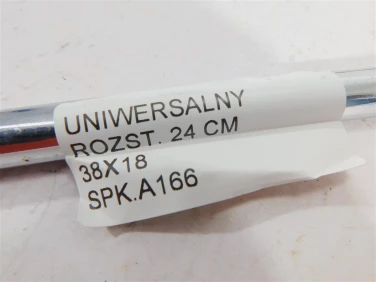 UNIWERSALNY
ROZST. 24 CM
38X18
SPK.A166